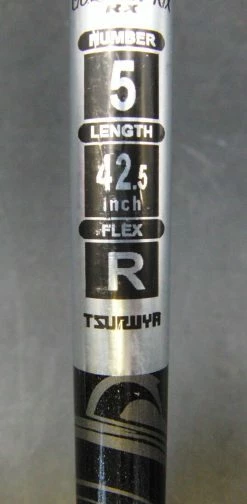 RX
NUMBER
5
LENGTH
42.5
inch
FLEX
R
TSURUYA